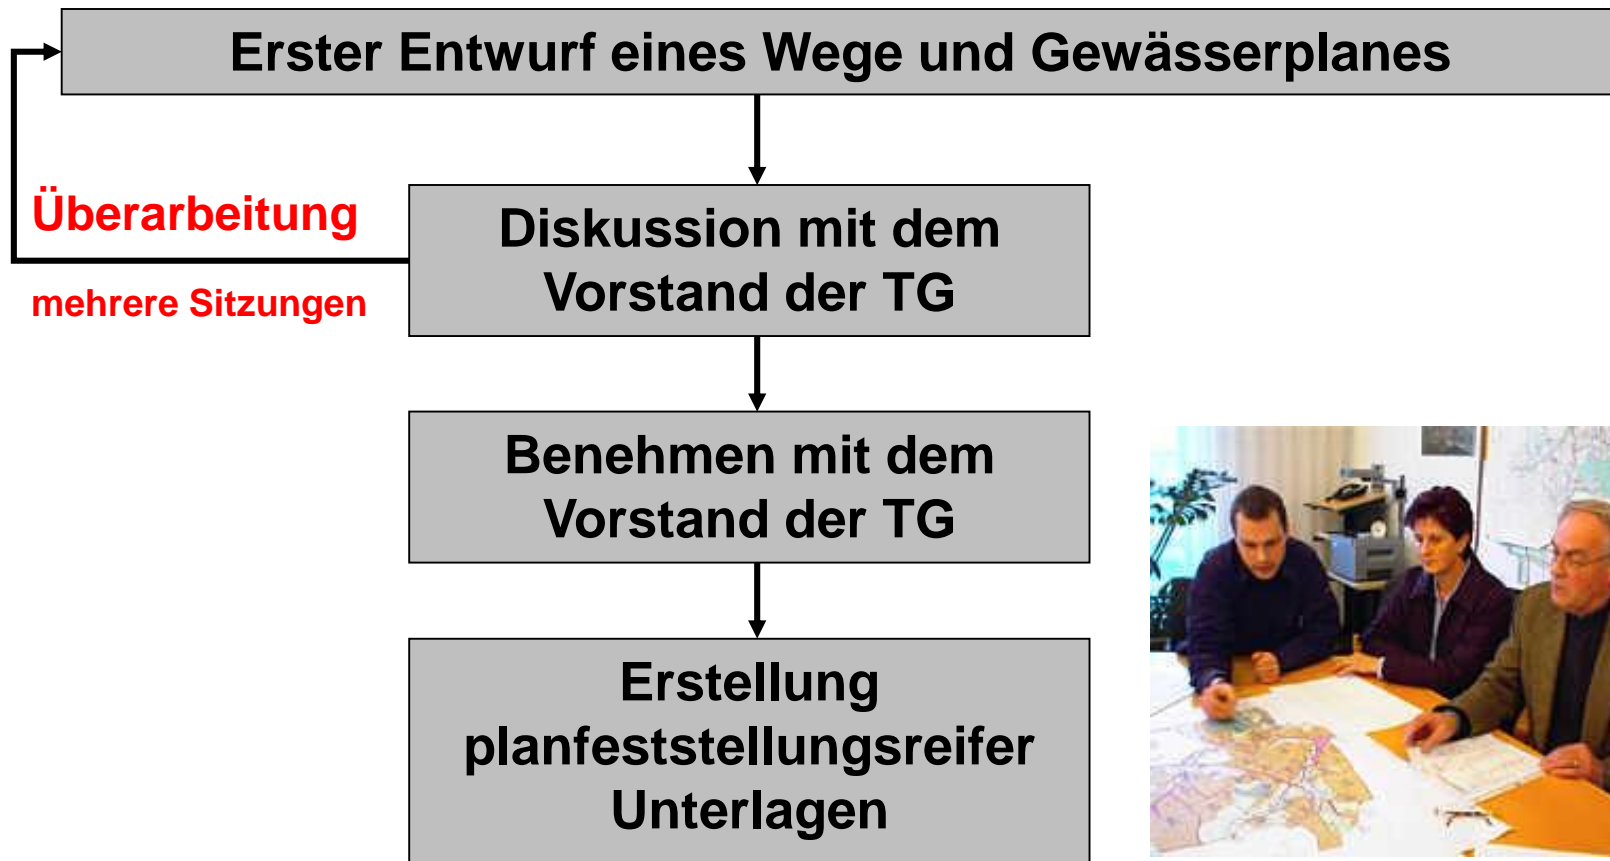 Erster Entwurf eines Wege und Gewässerplanes
Überarbeitung
mehrere Sitzungen
Diskussion mit dem
Vorstand der TG
Benehmen mit dem
Vorstand der TG
Erstellung
planfeststellungsreifer
Unterlagen